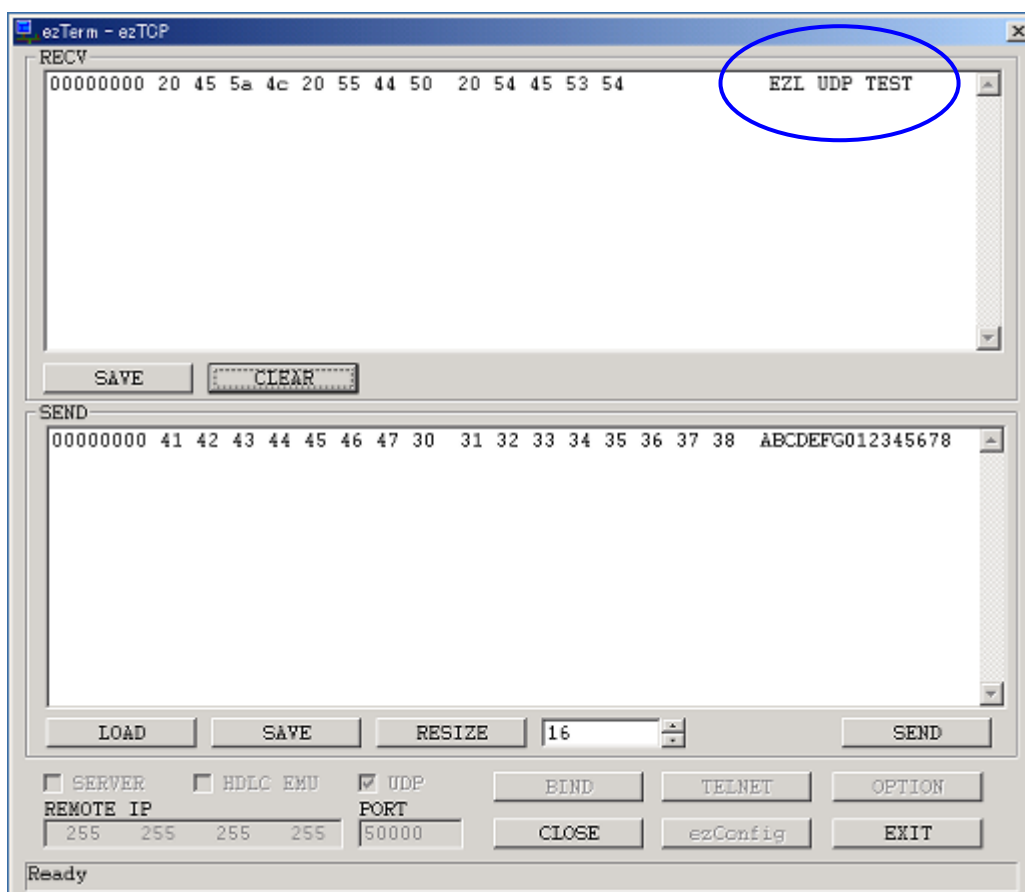 ezTerm - ezTCP
RECV
00000000 20 45 5a 4c 20 55 44 50 20 54 45 53 54 EZL UDP TEST
SAVE CLEAR
SEND
00000000 41 42 43 44 45 46 47 30 31 32 33 34 35 36 37 38 ABCDEFG012345678
LOAD SAVE RESIZE 16 SEND
SERVER HDLC EMU UDP BIND TELNET OPTION
REMOTE IP PORT
255 255 255 255 50000 CLOSE ezConfig EXIT
Ready